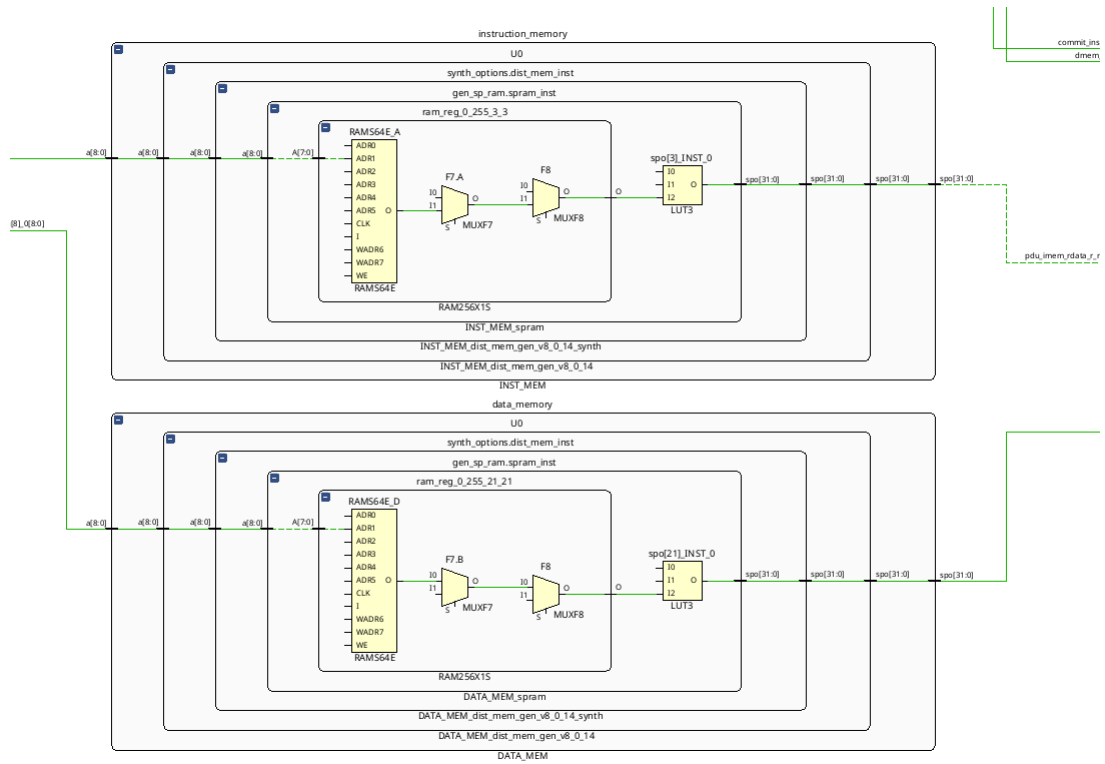 instruction_memory
commit_ins
dmem_
U0
synth_options.dist_mem_inst
gen_sp_ram.spram_inst
ram_reg_0_255_3_3
RAMS64E_A
a[8:0]
a[8:0]
a[8:0]
a[8:0]
A[7:0]
ADR0
ADR1
ADR2
ADR3
ADR4
ADR5
O
CLK
I
WADR6
WADR7
WE
RAMS64E
F7.A
I0
I1
O
S
MUXF7
F8
I0
I1
O
S
MUXF8
O
spo[3]_INST_0
I0
I1
O
I2
LUT3
spo[31:0]
spo[31:0]
spo[31:0]
spo[31:0]
[8]_0[8:0]
pdu_imem_rdata_r_r
RAM256X1S
INST_MEM_spram
INST_MEM_dist_mem_gen_v8_0_14_synth
INST_MEM_dist_mem_gen_v8_0_14
INST_MEM
data_memory
U0
synth_options.dist_mem_inst
gen_sp_ram.spram_inst
ram_reg_0_255_21_21
RAMS64E_D
a[8:0]
a[8:0]
a[8:0]
a[8:0]
A[7:0]
ADR0
ADR1
ADR2
ADR3
ADR4
ADR5
O
CLK
I
WADR6
WADR7
WE
RAMS64E
F7.B
I0
I1
O
S
MUXF7
F8
I0
I1
O
S
MUXF8
O
spo[21]_INST_0
I0
I1
O
I2
LUT3
spo[31:0]
spo[31:0]
spo[31:0]
spo[31:0]
RAM256X1S
DATA_MEM_spram
DATA_MEM_dist_mem_gen_v8_0_14_synth
DATA_MEM_dist_mem_gen_v8_0_14
DATA_MEM